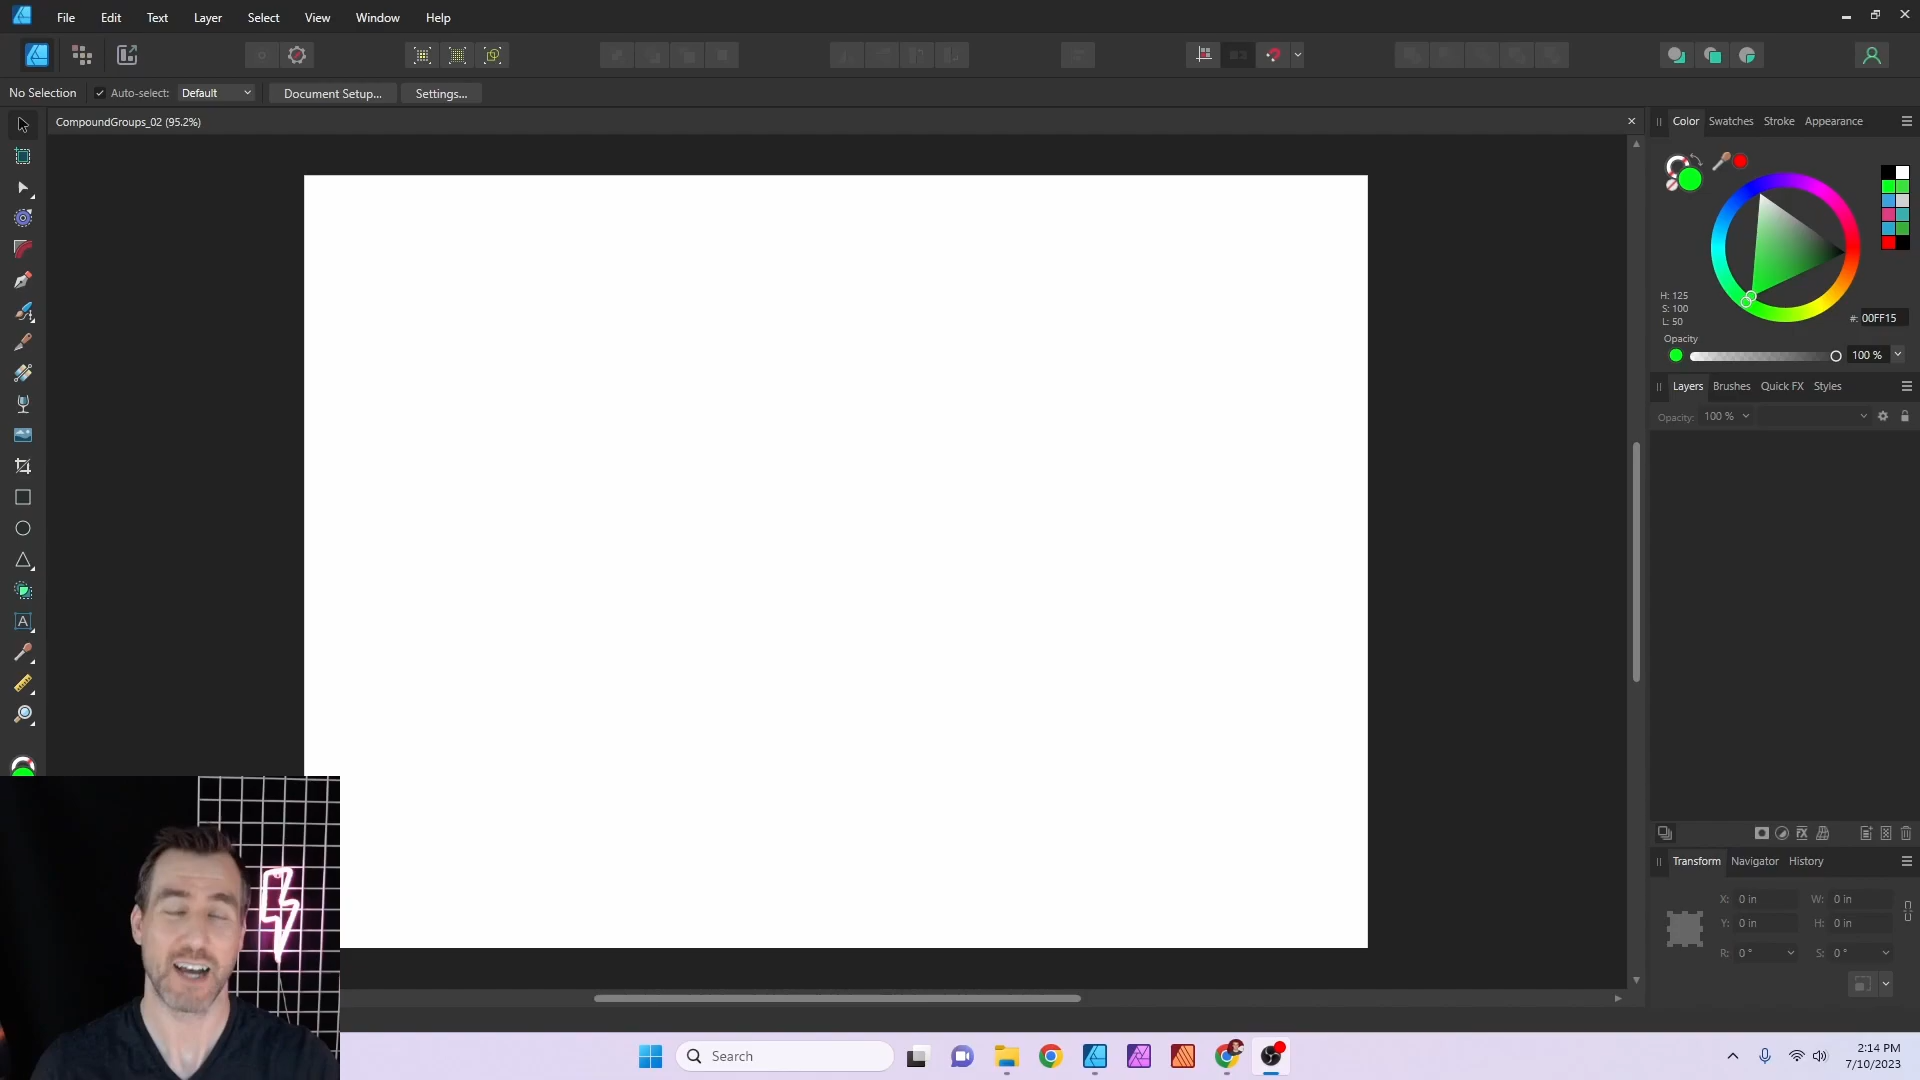 File Edit Text Layer Select View Window Help
No Selection Auto-select: Default Document Setup... Settings...
CompoundGroups_02 (95.2%)
Color Swatches Stroke Appearance
H: 125
S: 100
L: 50
#: 00FF15
Opacity
100 %
Layers Brushes Quick FX Styles
Opacity: 100 %
Transform Navigator History
X: 0 in W: 0 in
Y: 0 in H: 0 in
R: 0 ° S: 0 °
Search
2:14 PM
7/10/2023